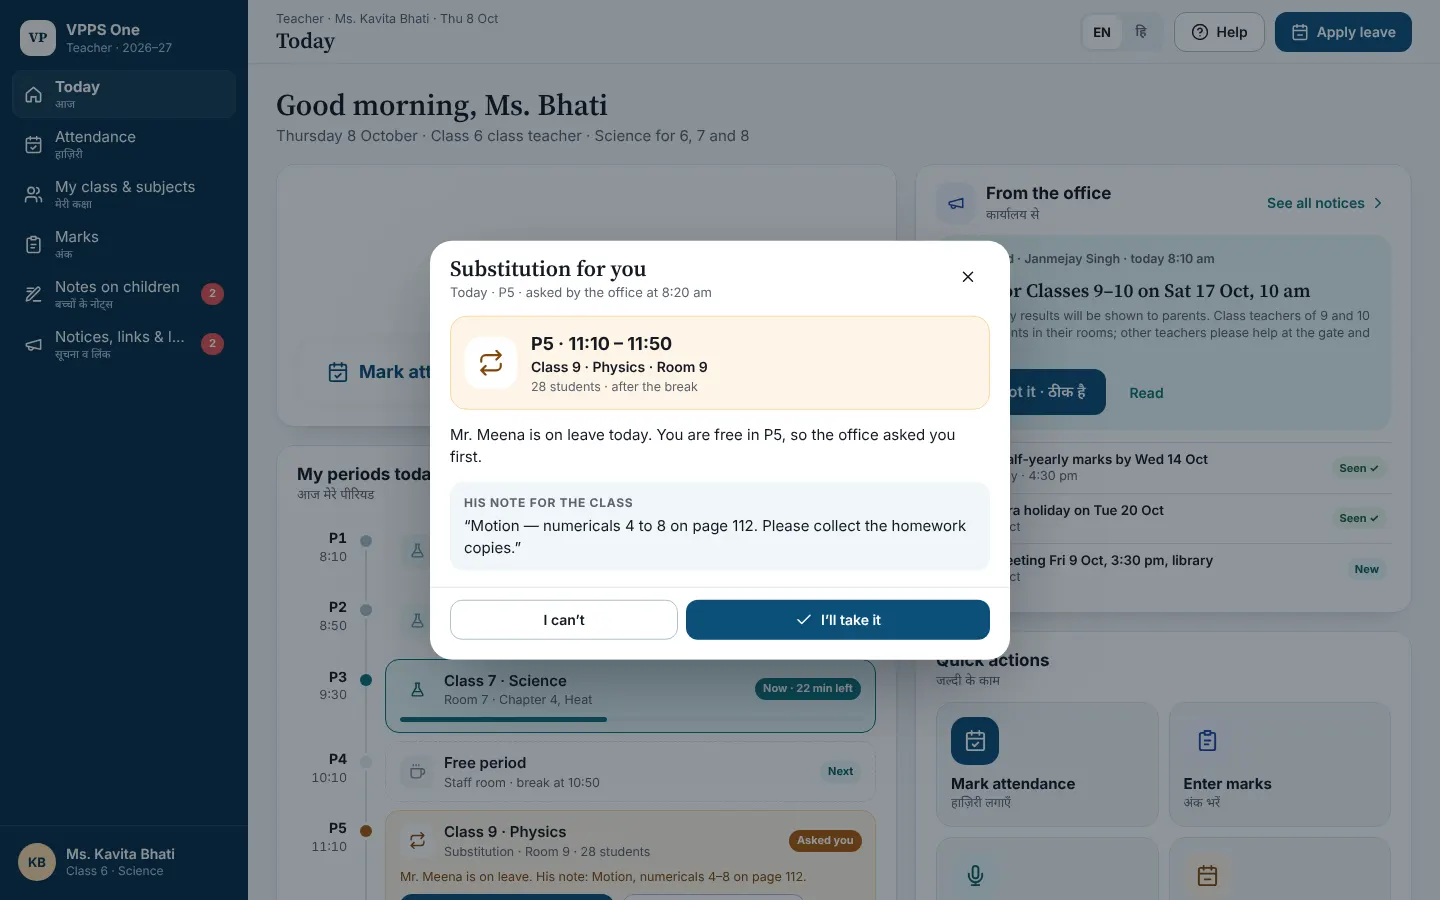 VP
VPPS One
Teacher · 2026–27
Today
आज
Attendance
हाज़िरी
My class & subjects
मेरी कक्षा
Marks
अंक
Notes on children
बच्चों के नोट्स
2
Notices, links & l...
सूचना व लिंक
2
KB
Ms. Kavita Bhati
Class 6 · Science
Teacher · Ms. Kavita Bhati · Thu 8 Oct
Today
EN
हि
Help
Apply leave
Good morning, Ms. Bhati
Thursday 8 October · Class 6 class teacher · Science for 6, 7 and 8
Mark att
My periods toda
आज मेरे पीरियड
P1
8:10
P2
8:50
P3
9:30
Class 7 · Science
Room 7 · Chapter 4, Heat
Now · 22 min left
P4
10:10
Free period
Staff room · break at 10:50
Next
P5
11:10
Class 9 · Physics
Substitution · Room 9 · 28 students
Asked you
Mr. Meena is on leave. His note: Motion, numericals 4–8 on page 112.
Substitution for you
Today · P5 · asked by the office at 8:20 am
P5 · 11:10 – 11:50
Class 9 · Physics · Room 9
28 students · after the break
Mr. Meena is on leave today. You are free in P5, so the office asked you
first.
HIS NOTE FOR THE CLASS
“Motion — numericals 4 to 8 on page 112. Please collect the homework
copies.”
I can’t
I’ll take it
From the office
कार्यालय से
See all notices
d · Janmejay Singh · today 8:10 am
or Classes 9–10 on Sat 17 Oct, 10 am
y results will be shown to parents. Class teachers of 9 and 10
nts in their rooms; other teachers please help at the gate and
ot it · ठीक है
Read
alf-yearly marks by Wed 14 Oct
y · 4:30 pm
Seen ✓
ra holiday on Tue 20 Oct
ct
Seen ✓
eeting Fri 9 Oct, 3:30 pm, library
ct
New
Quick actions
जल्दी के काम
Mark attendance
हाज़िरी लगाएँ
Enter marks
अंक भरें